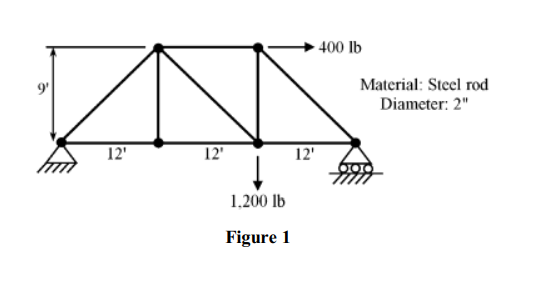 400 lb
9'
Material: Steel rod
Diameter: 2"
12'
12'
12'
1,200 lb
Figure 1